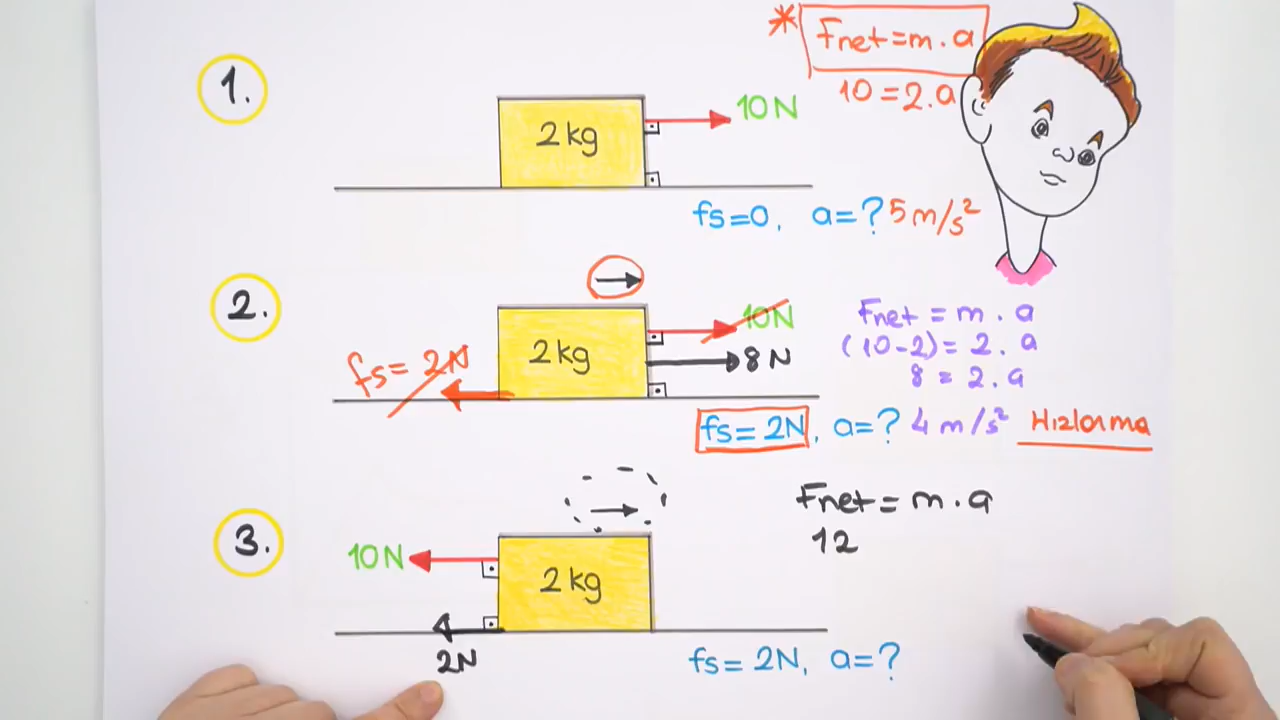 * Fnet = m . a
10 = 2 . a
1.
2 kg
10 N
fs = 0, a = ? 5 m/s²
2.
2 kg
10 N
8 N
fs = 2N
Fnet = m . a
(10 - 2) = 2 . a
8 = 2 . a
fs = 2N, a = ? 4 m/s² Hızlanma
3.
10 N
2 kg
2N
Fnet = m . a
12
fs = 2N, a = ?